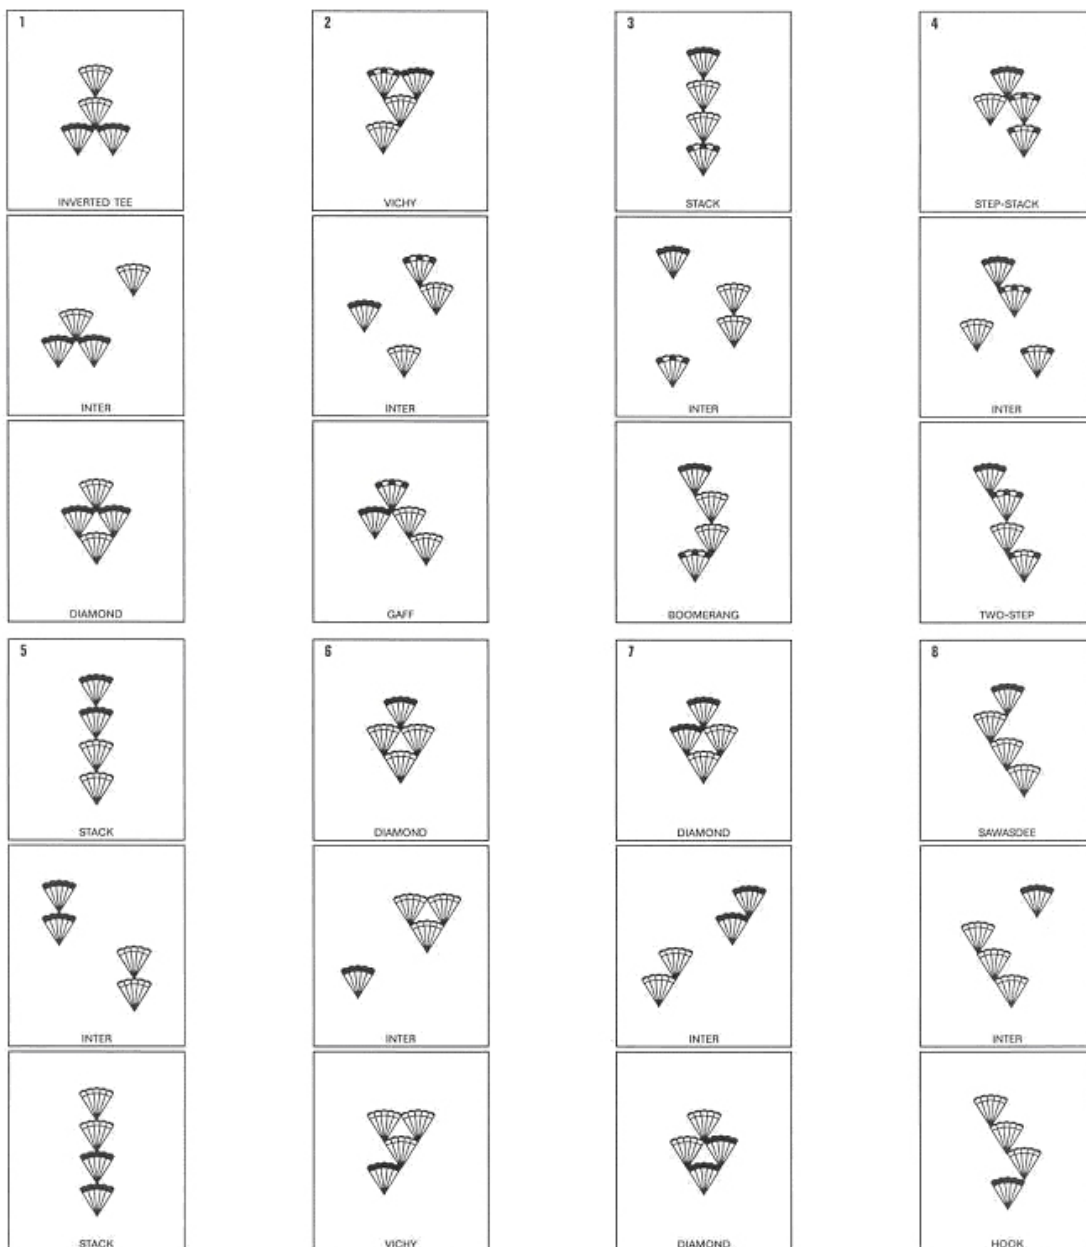 1
2
3
4
INVERTED TEE
VICHY
STACK
STEP-STACK
INTER
INTER
INTER
INTER
DIAMOND
GAFF
BOOMERANG
TWO-STEP
5
6
7
8
STACK
DIAMOND
DIAMOND
SAWASDEE
INTER
INTER
INTER
INTER
STACK
VICHY
DIAMOND
HOOK